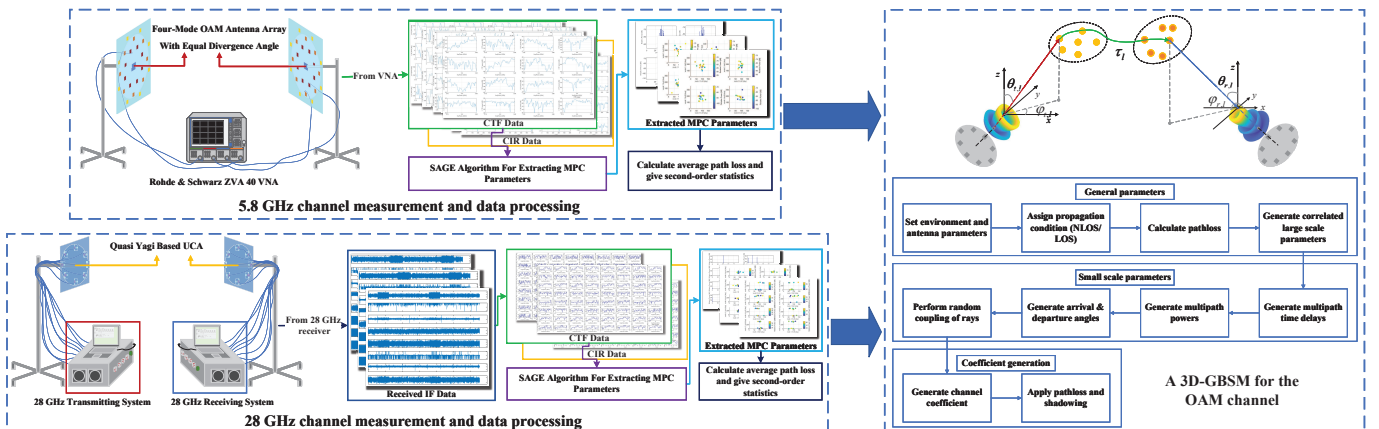 Four-Mode OAM Antenna Array
With Equal Divergence Angle
Rohde & Schwarz ZVA 40 VNA
From VNA
CTF Data
CIR Data
SAGE Algorithm For Extracting MPC
Parameters
Extracted MPC Parameters
Calculate average path loss and
give second-order statistics
5.8 GHz channel measurement and data processing
Quasi Yagi Based UCA
28 GHz Transmitting System
28 GHz Receiving System
From 28 GHz
receiver
Received IF Data
CTF Data
CIR Data
SAGE Algorithm For Extracting MPC
Parameters
Extracted MPC Parameters
Calculate average path loss
and give second-order
statistics
28 GHz channel measurement and data processing
τl
z
θt,l
y
φt,l
x
z
θr,l
y
φr,l
x
General parameters
Set environment and
antenna parameters
Assign propagation
condition (NLOS/
LOS)
Calculate pathloss
Generate correlated
large scale
parameters
Small scale parameters
Perform random
coupling of rays
Generate arrival &
departure angles
Generate multipath
powers
Generate multipath
time delays
Coefficient generation
Generate channel
coefficient
Apply pathloss and
shadowing
A 3D-GBSM for the
OAM channel